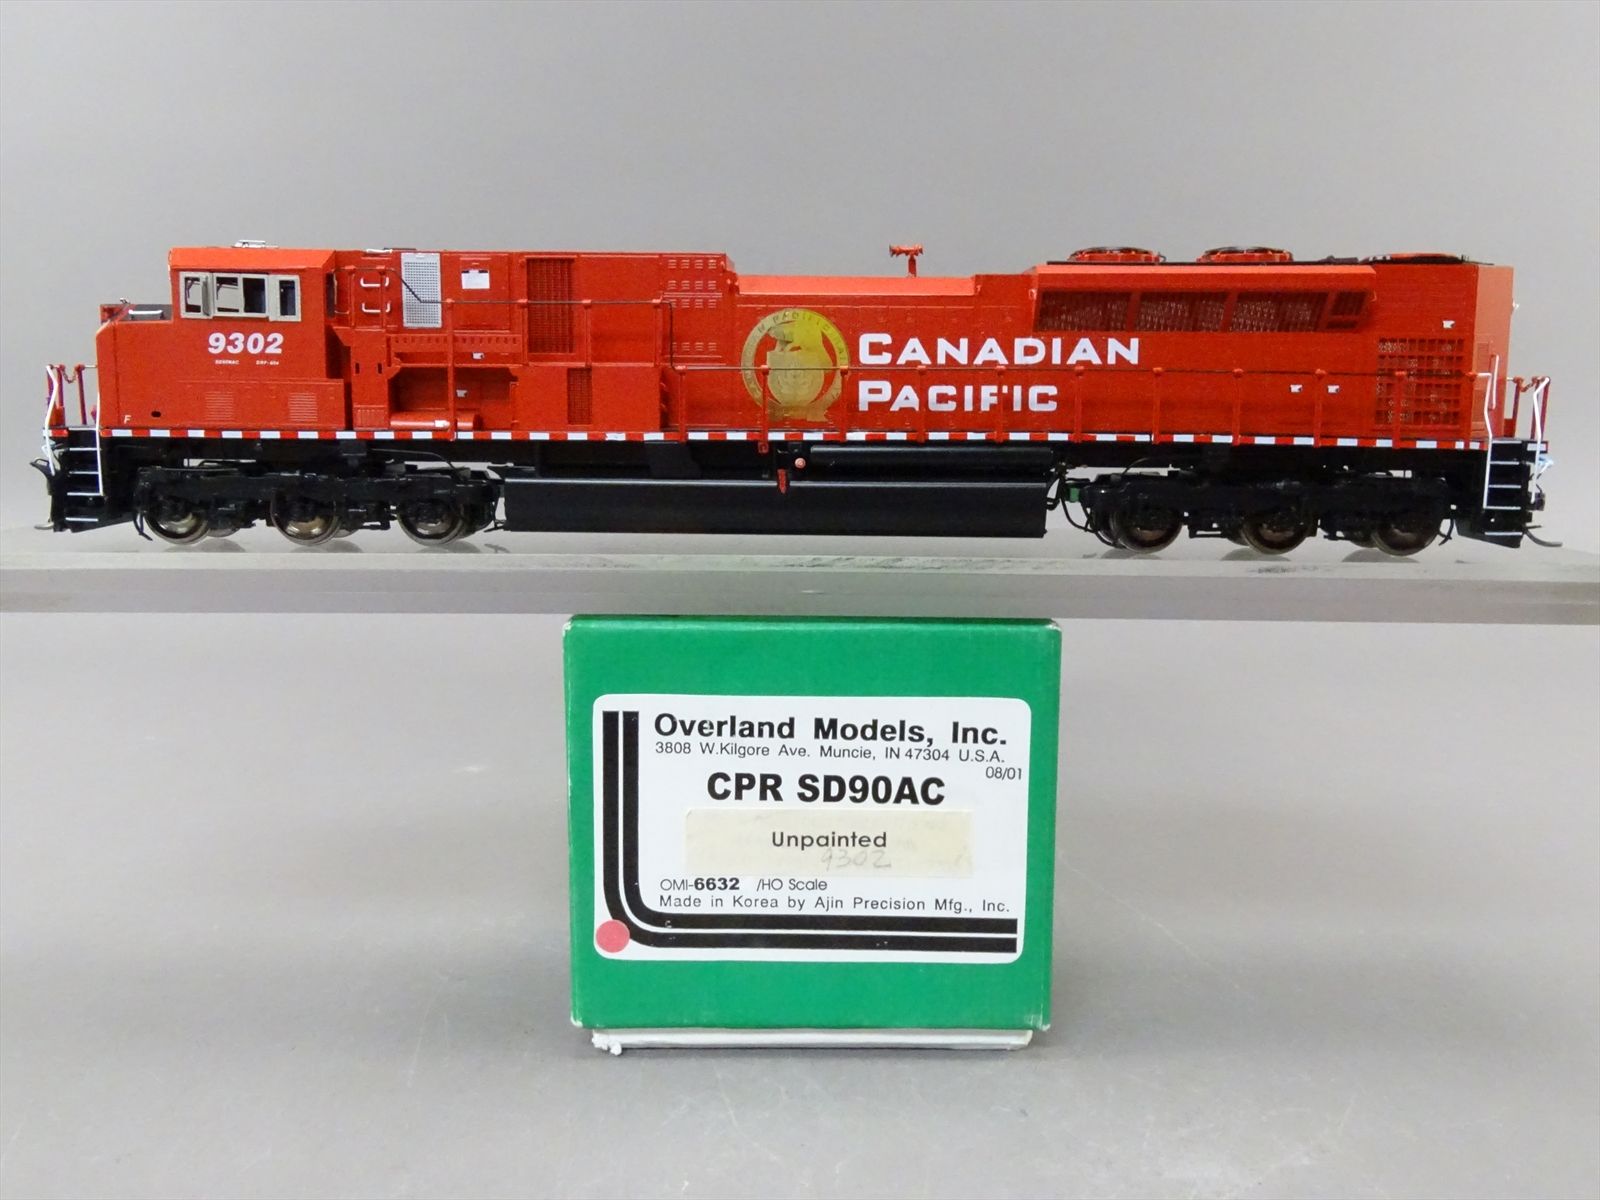 9302
SD90MAC
F
CANADIAN
PACIFIC
Overland Models, Inc.
3808 W.Kilgore Ave. Muncie, IN 47304 U.S.A.
08/01
CPR SD90AC
Unpainted
9302
OMI-6632 /HO Scale
Made in Korea by Ajin Precision Mfg., Inc.